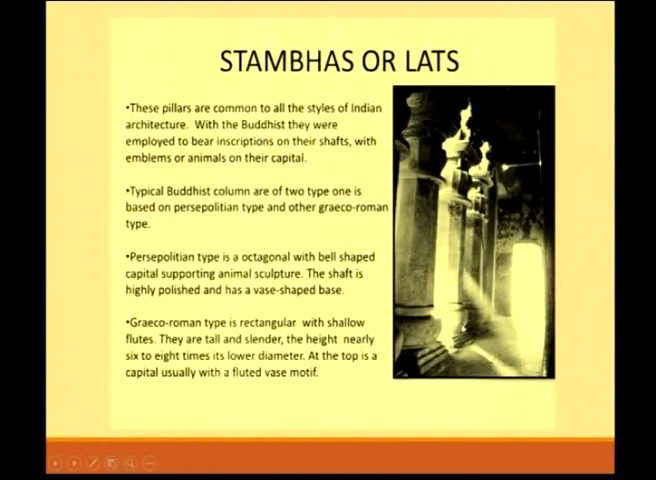 STAMBHAS OR LATS
•These pillars are common to all the styles of Indian
architecture. With the Buddhist they were
employed to bear inscriptions on their shafts, with
emblems or animals on their capital.
•Typical Buddhist column are of two type one is
based on persepolitian type and other graeco-roman
type.
•Persepolitian type is a octagonal with bell shaped
capital supporting animal sculpture. The shaft is
highly polished and has a vase-shaped base.
•Graeco-roman type is rectangular with shallow
flutes. They are tall and slender, the height nearly
six to eight times its lower diameter. At the top is a
capital usually with a fluted vase motif.